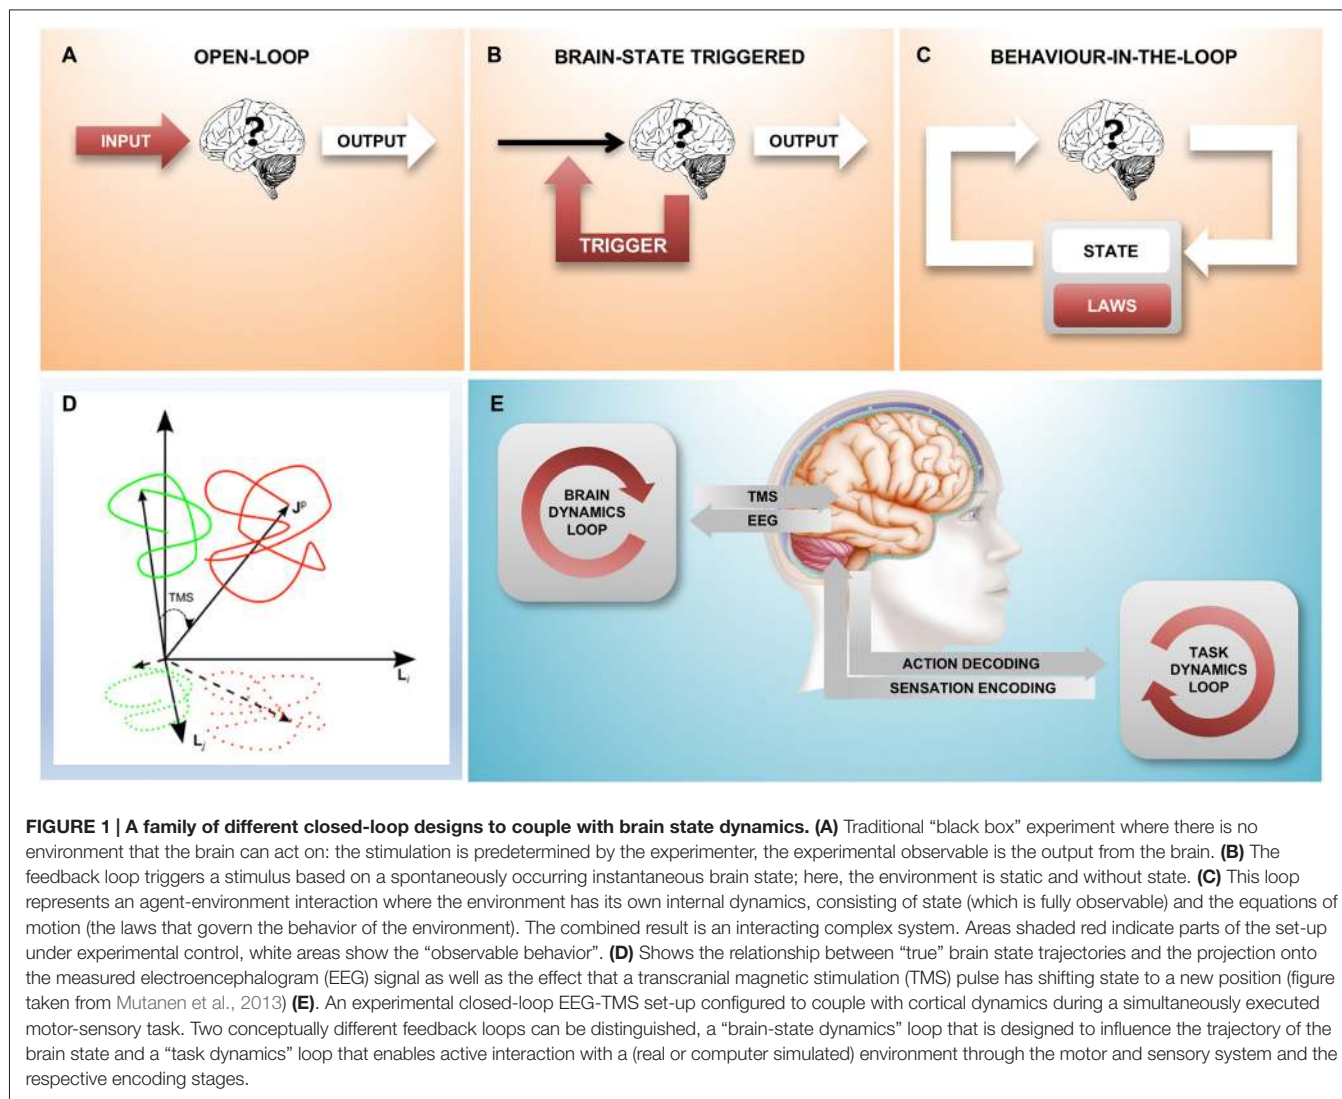 A
OPEN-LOOP
INPUT
?
OUTPUT
B
BRAIN-STATE TRIGGERED
?
OUTPUT
TRIGGER
C
BEHAVIOUR-IN-THE-LOOP
?
STATE
LAWS
D
Jᵖ
TMS
Lᵢ
Lⱼ
E
BRAIN
DYNAMICS
LOOP
TMS
EEG
ACTION DECODING
SENSATION ENCODING
TASK
DYNAMICS
LOOP
FIGURE 1 | A family of different closed-loop designs to couple with brain state dynamics. (A) Traditional “black box” experiment where there is no
environment that the brain can act on: the stimulation is predetermined by the experimenter, the experimental observable is the output from the brain. (B) The
feedback loop triggers a stimulus based on a spontaneously occurring instantaneous brain state; here, the environment is static and without state. (C) This loop
represents an agent-environment interaction where the environment has its own internal dynamics, consisting of state (which is fully observable) and the equations of
motion (the laws that govern the behavior of the environment). The combined result is an interacting complex system. Areas shaded red indicate parts of the set-up
under experimental control, white areas show the “observable behavior”. (D) Shows the relationship between “true” brain state trajectories and the projection onto
the measured electroencephalogram (EEG) signal as well as the effect that a transcranial magnetic stimulation (TMS) pulse has shifting state to a new position (figure
taken from Mutanen et al., 2013) (E). An experimental closed-loop EEG-TMS set-up configured to couple with cortical dynamics during a simultaneously executed
motor-sensory task. Two conceptually different feedback loops can be distinguished, a “brain-state dynamics” loop that is designed to influence the trajectory of the
brain state and a “task dynamics” loop that enables active interaction with a (real or computer simulated) environment through the motor and sensory system and the
respective encoding stages.